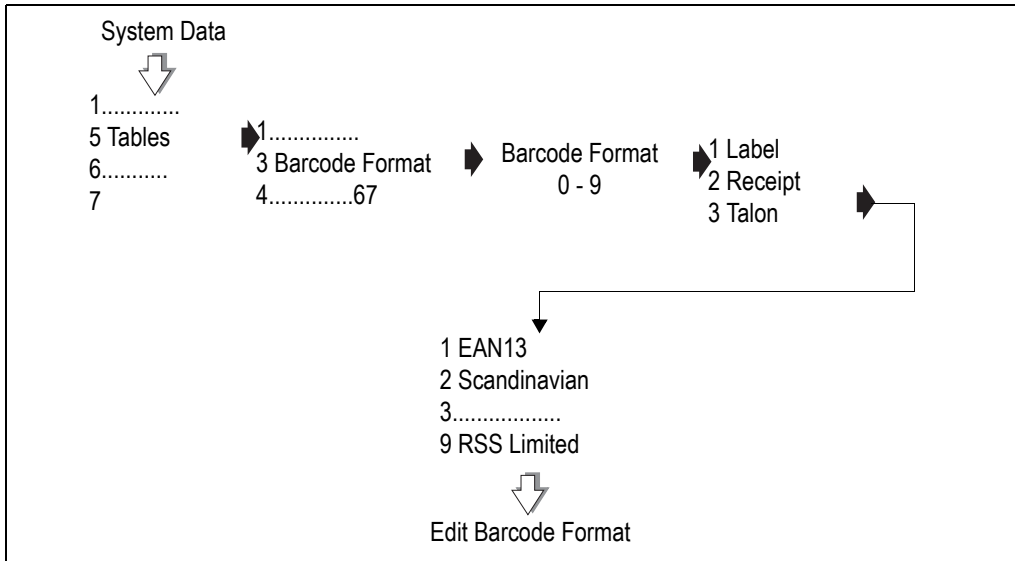 System Data
1.............
5 Tables
6...........
7
1...............
3 Barcode Format
4..............67
Barcode Format
0 - 9
1 Label
2 Receipt
3 Talon
1 EAN13
2 Scandinavian
3..................
9 RSS Limited
Edit Barcode Format